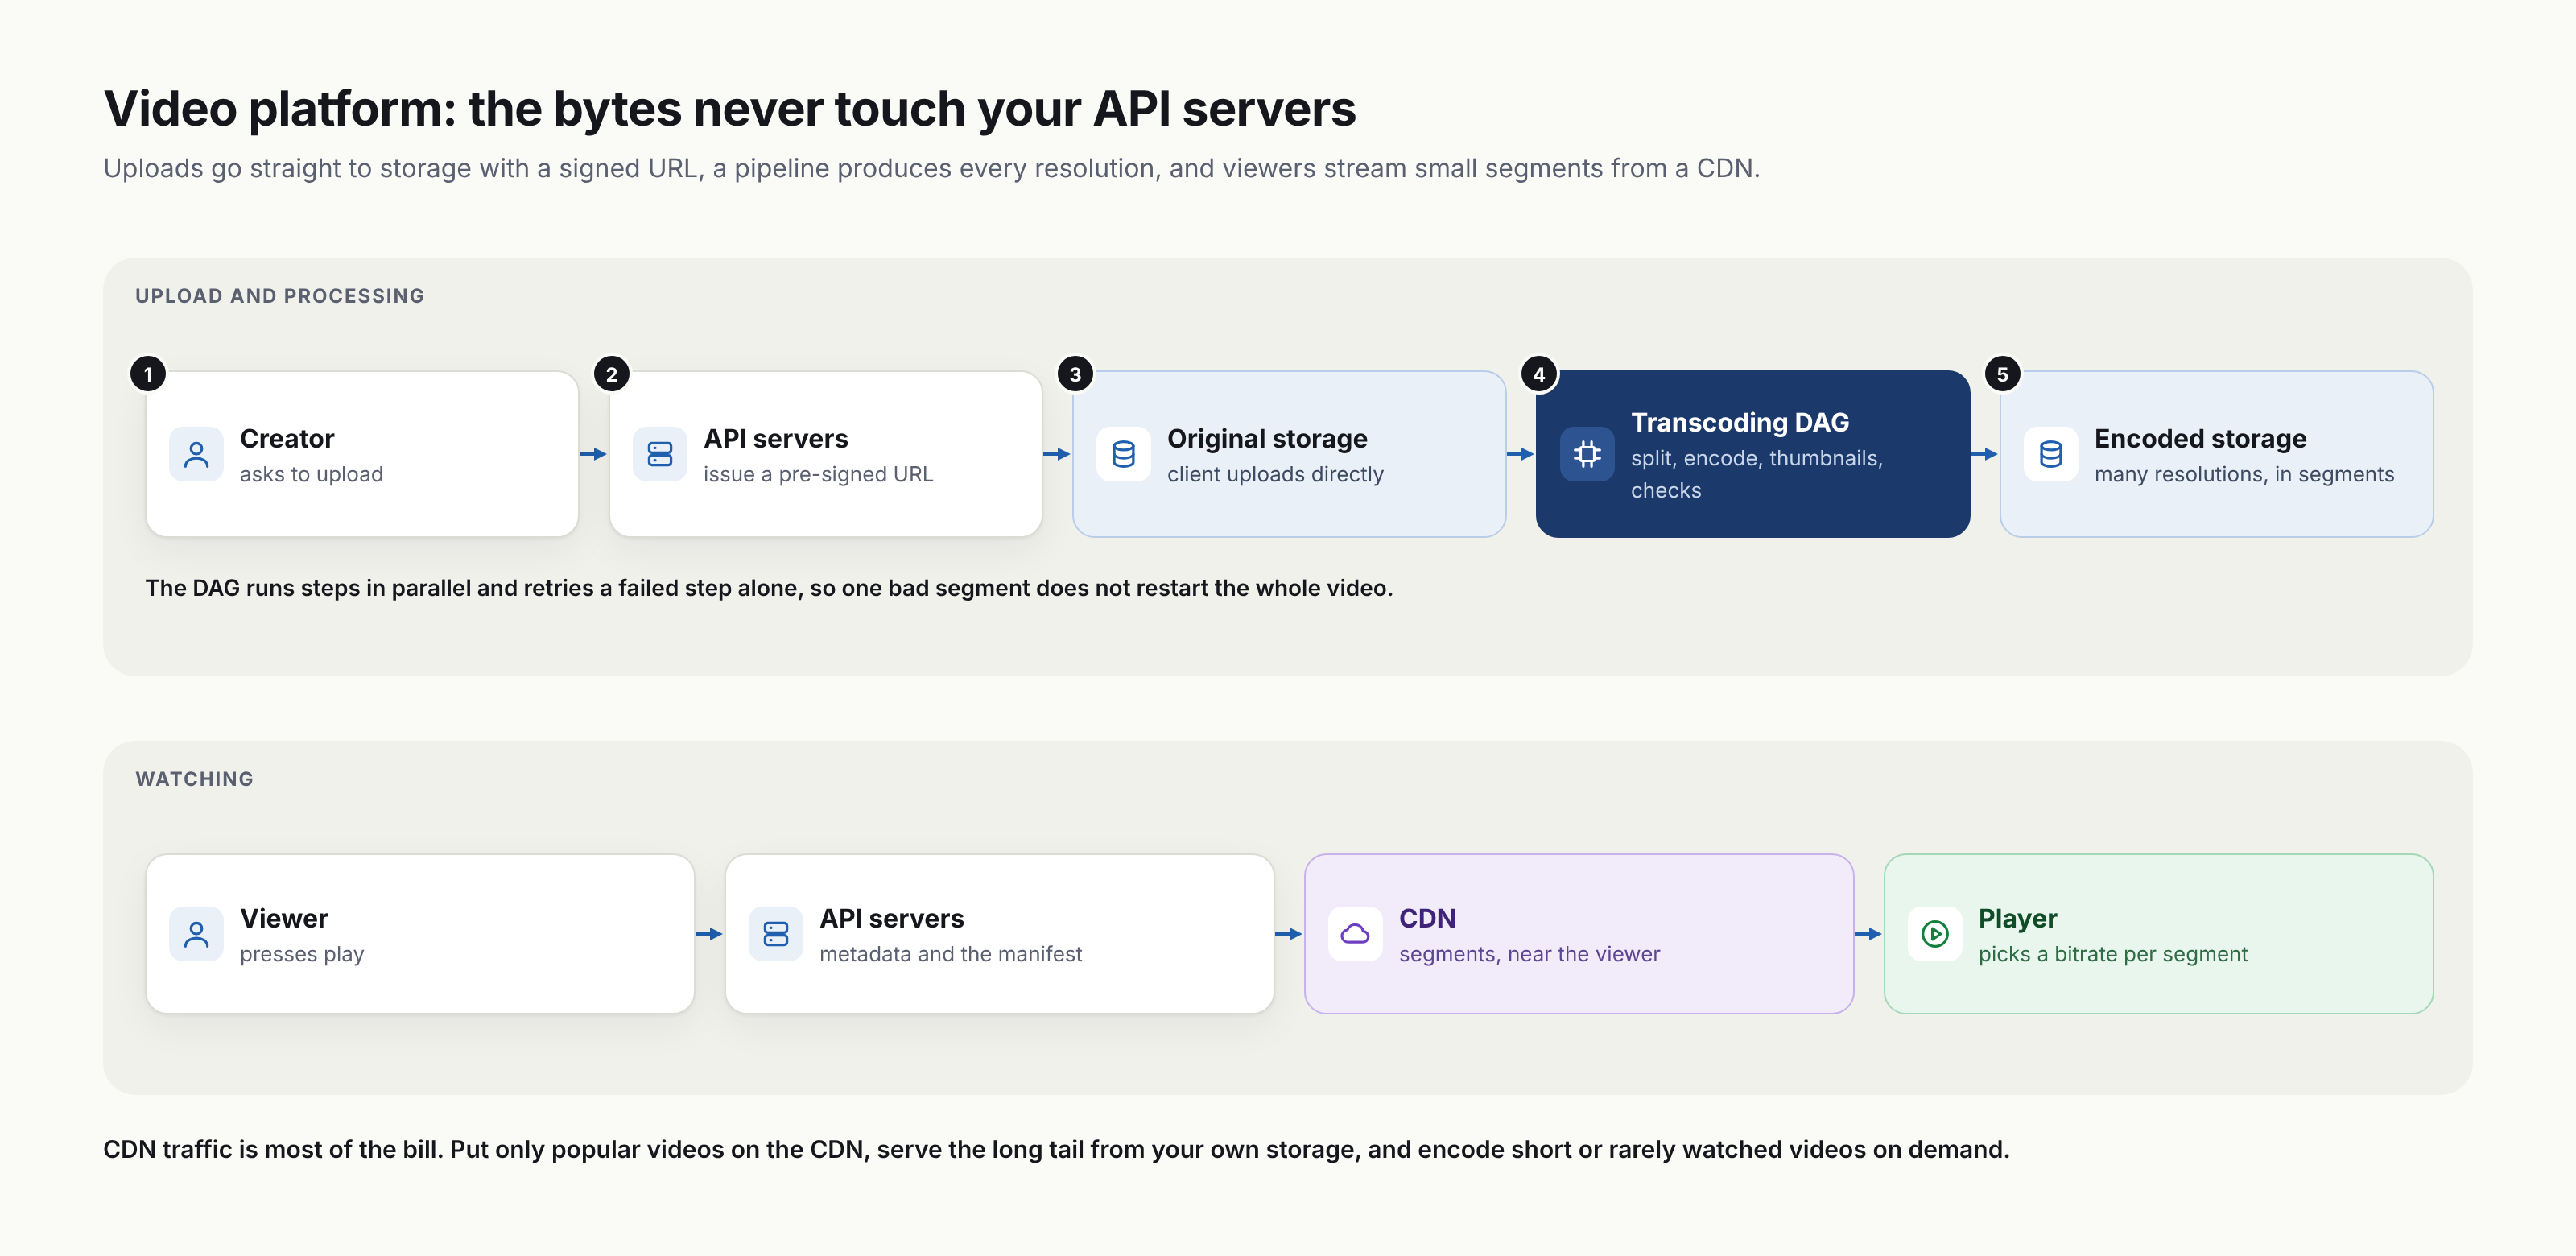 Video platform: the bytes never touch your API servers
Uploads go straight to storage with a signed URL, a pipeline produces every resolution, and viewers stream small segments from a CDN.
UPLOAD AND PROCESSING
1
Creator
asks to upload
2
API servers
issue a pre-signed URL
3
Original storage
client uploads directly
4
Transcoding DAG
split, encode, thumbnails,
checks
5
Encoded storage
many resolutions, in segments
The DAG runs steps in parallel and retries a failed step alone, so one bad segment does not restart the whole video.
WATCHING
Viewer
presses play
API servers
metadata and the manifest
CDN
segments, near the viewer
Player
picks a bitrate per segment
CDN traffic is most of the bill. Put only popular videos on the CDN, serve the long tail from your own storage, and encode short or rarely watched videos on demand.